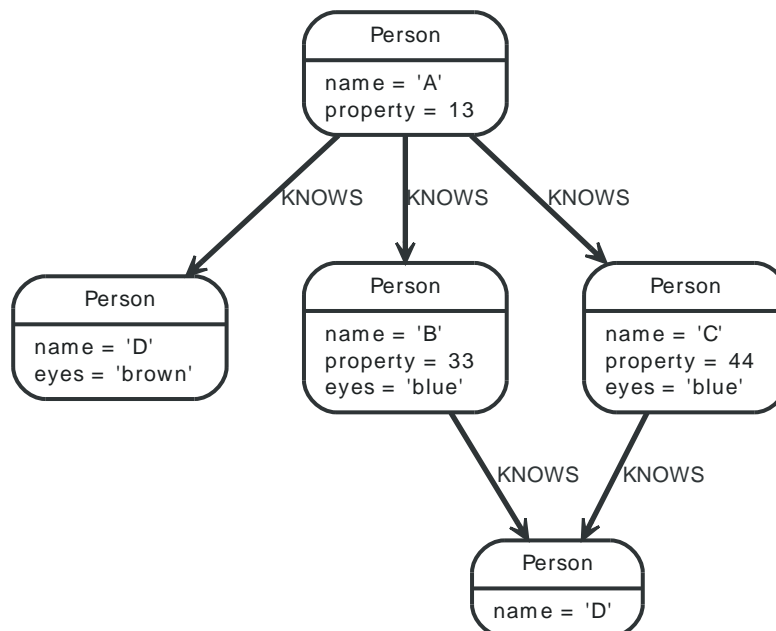 Person
name = 'A'
property = 13
KNOWS
KNOWS
KNOWS
Person
name = 'D'
eyes = 'brown'
Person
name = 'B'
property = 33
eyes = 'blue'
Person
name = 'C'
property = 44
eyes = 'blue'
KNOWS
KNOWS
Person
name = 'D'